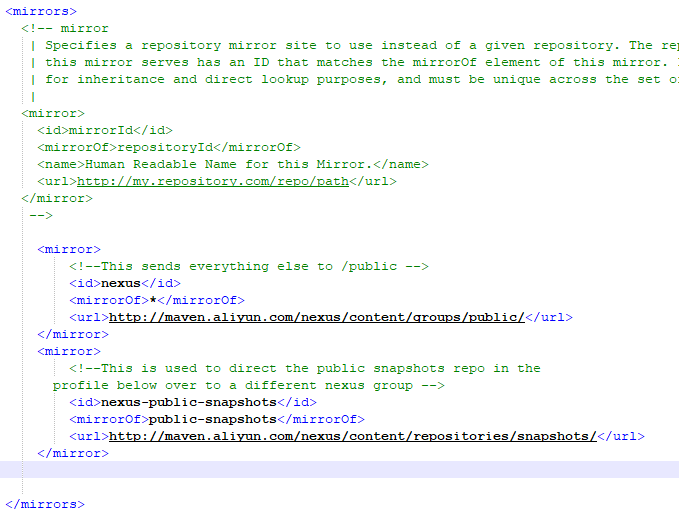 <mirrors>
<!-- mirror
| Specifies a repository mirror site to use instead of a given repository. The
| this mirror serves has an ID that matches the mirrorOf element of this mirror.
| for inheritance and direct lookup purposes, and must be unique across the set
|
<mirror>
<id>mirrorId</id>
<mirrorOf>repositoryId</mirrorOf>
<name>Human Readable Name for this Mirror.</name>
<url>http://my.repository.com/repo/path</url>
</mirror>
-->
<mirror>
<!--This sends everything else to /public -->
<id>nexus</id>
<mirrorOf>*</mirrorOf>
<url>http://maven.aliyun.com/nexus/content/groups/public/</url>
</mirror>
<mirror>
<!--This is used to direct the public snapshots repo in the
profile below over to a different nexus group -->
<id>nexus-public-snapshots</id>
<mirrorOf>public-snapshots</mirrorOf>
<url>http://maven.aliyun.com/nexus/content/repositories/snapshots/</url>
</mirror>
</mirrors>